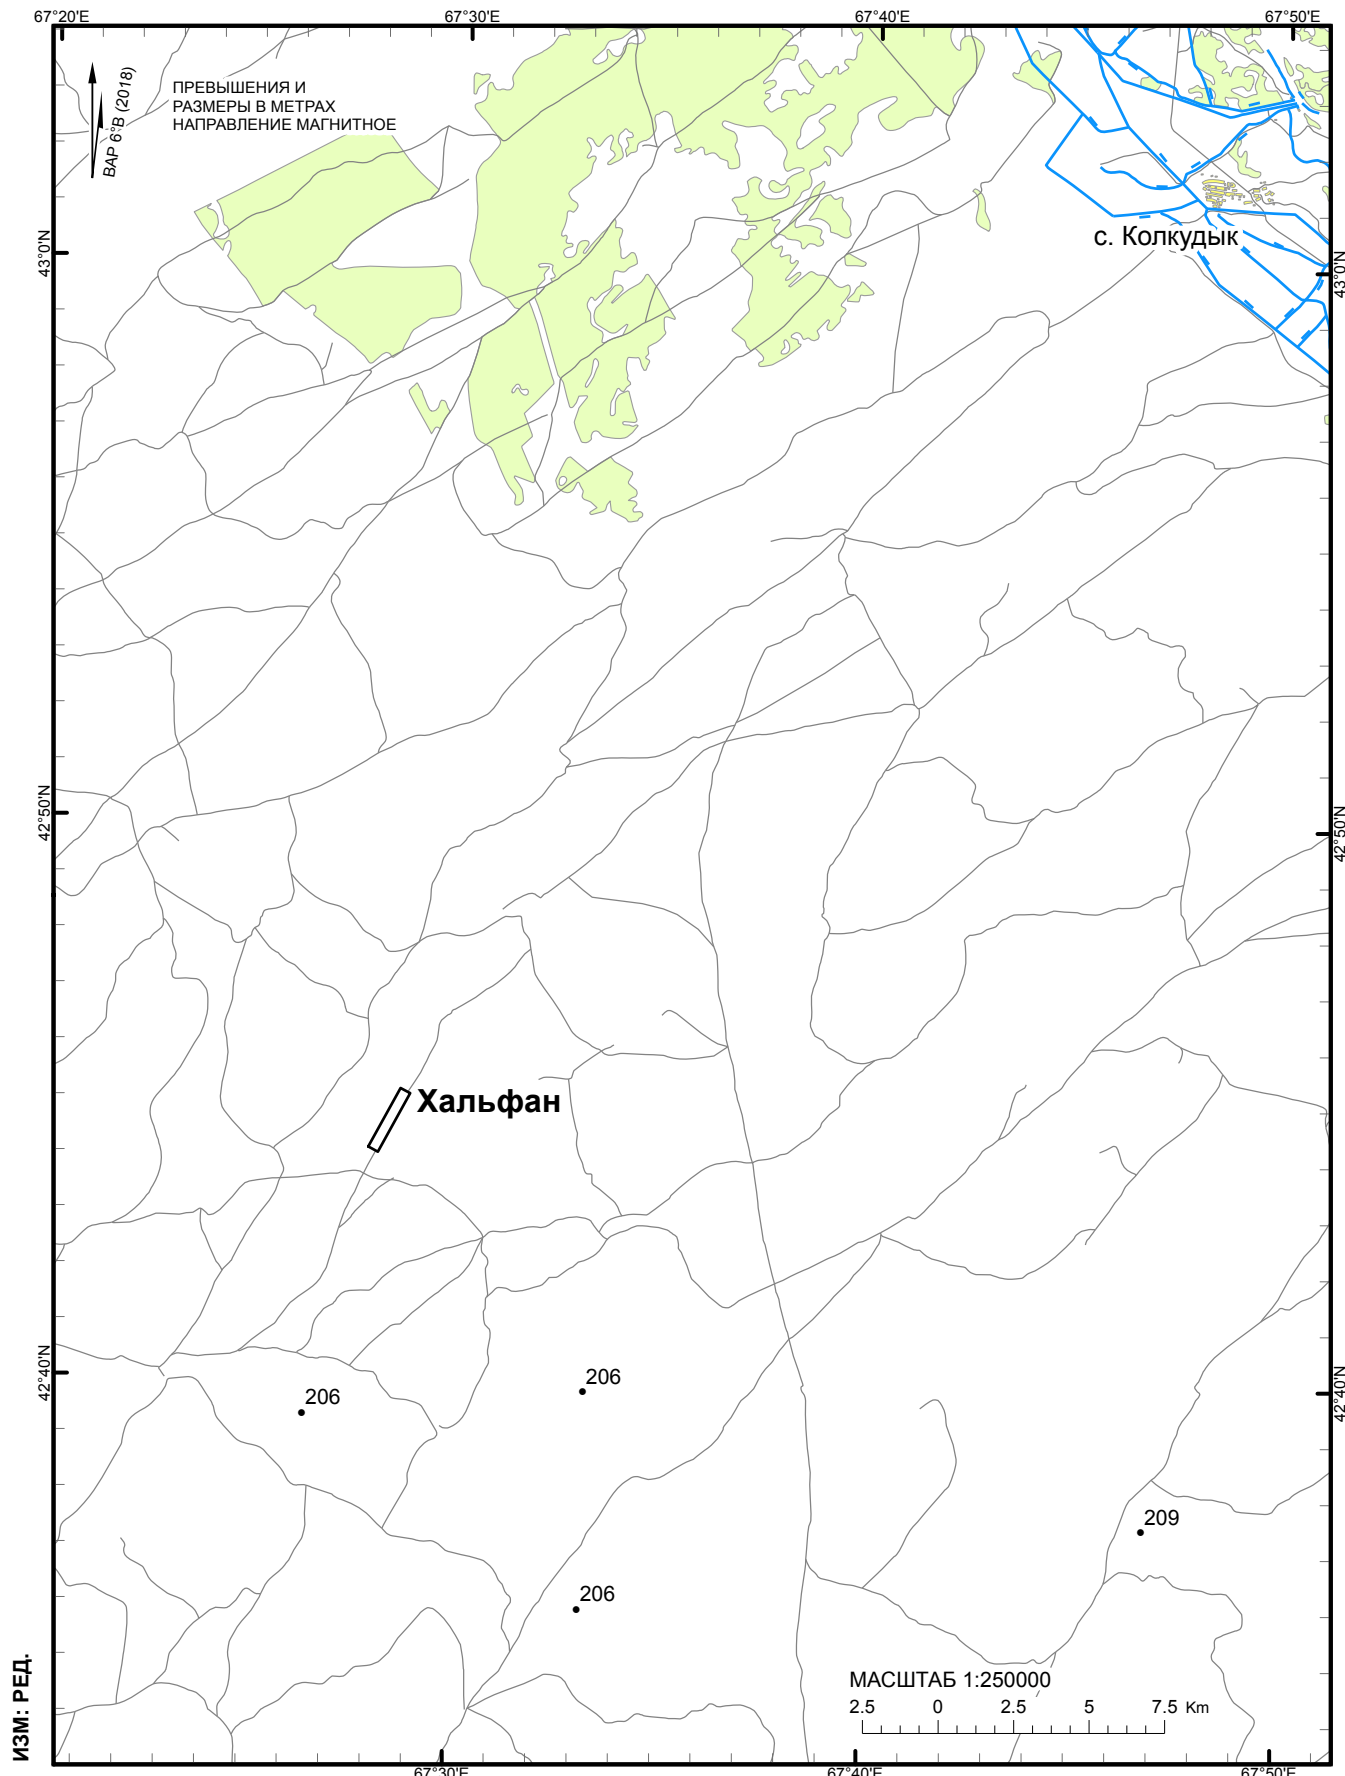 67°20'E
67°30'E
67°40'E
67°50'E
ВАР 6°В (2018)
ПРЕВЫШЕНИЯ И
РАЗМЕРЫ В МЕТРАХ
НАПРАВЛЕНИЕ МАГНИТНОЕ
с. Колкудык
43°0'N
43°0'N
42°50'N
42°50'N
Хальфан
42°40'N
42°40'N
206
206
209
206
МАСШТАБ 1:250000
2.5 0 2.5 5 7.5 Km
ИЗМ: РЕД.
67°30'E
67°40'E
67°50'E